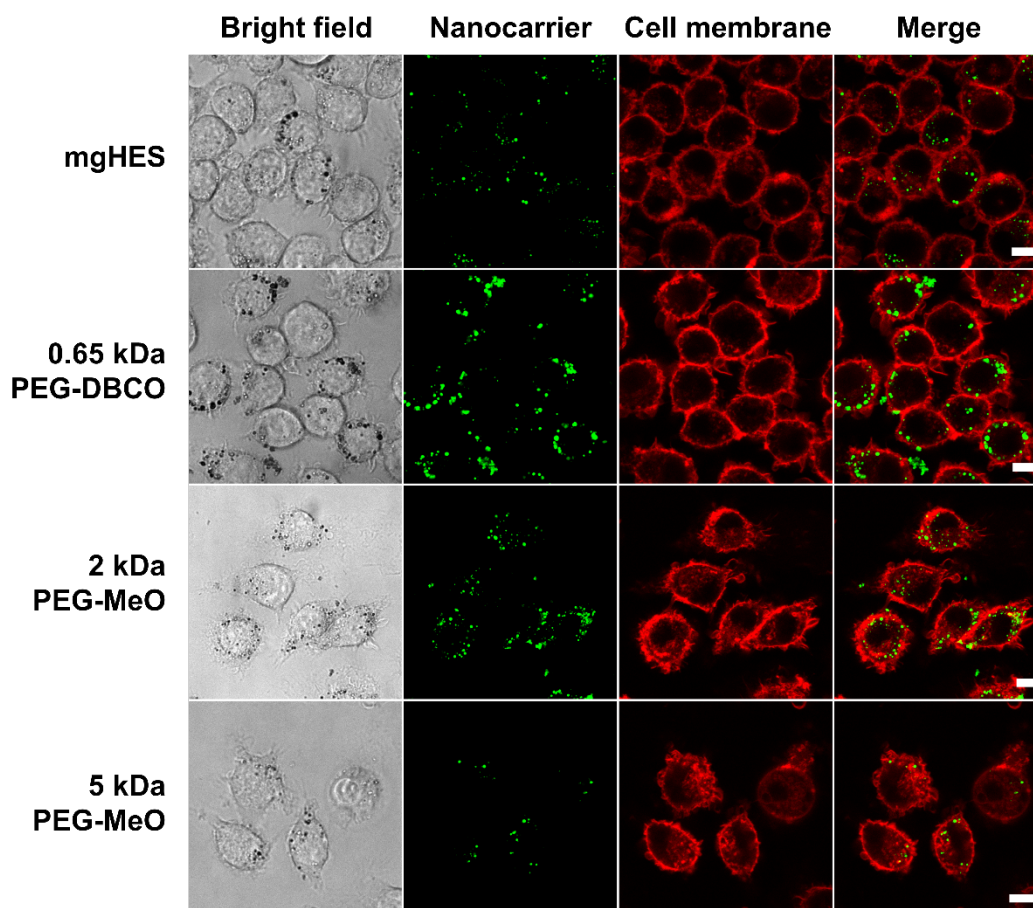 Bright field Nanocarrier Cell membrane Merge
mgHES
0.65 kDa
PEG-DBCO
2 kDa
PEG-MeO
5 kDa
PEG-MeO